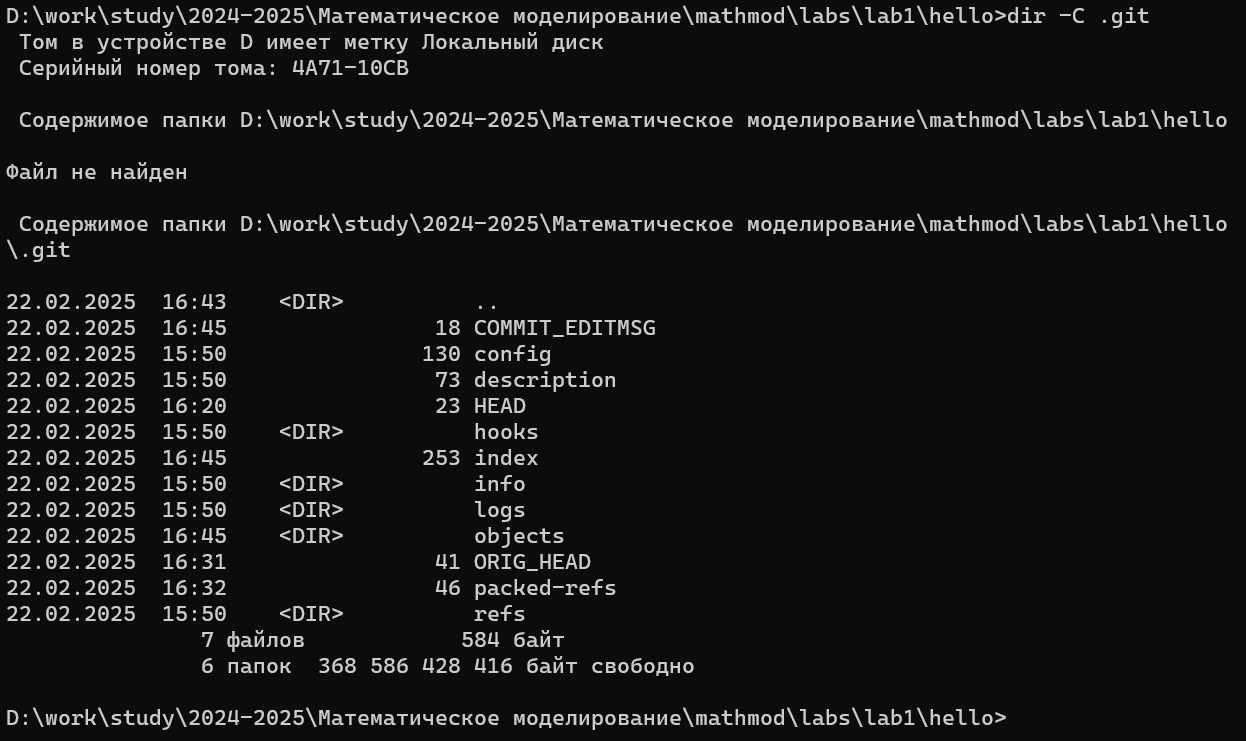 D:\work\study\2024-2025\Математическое моделирование\mathmod\labs\lab1\hello>dir -C .git
Том в устройстве D имеет метку Локальный диск
Серийный номер тома: 4A71-10CB
Содержимое папки D:\work\study\2024-2025\Математическое моделирование\mathmod\labs\lab1\hello
Файл не найден
Содержимое папки D:\work\study\2024-2025\Математическое моделирование\mathmod\labs\lab1\hello
\.git
22.02.2025  16:43    <DIR>          ..
22.02.2025  16:45                18 COMMIT_EDITMSG
22.02.2025  15:50               130 config
22.02.2025  15:50                73 description
22.02.2025  16:20                23 HEAD
22.02.2025  15:50    <DIR>          hooks
22.02.2025  16:45               253 index
22.02.2025  15:50    <DIR>          info
22.02.2025  15:50    <DIR>          logs
22.02.2025  16:45    <DIR>          objects
22.02.2025  16:31                41 ORIG_HEAD
22.02.2025  16:32                46 packed-refs
22.02.2025  15:50    <DIR>          refs
7 файлов            584 байт
6 папок  368 586 428 416 байт свободно
D:\work\study\2024-2025\Математическое моделирование\mathmod\labs\lab1\hello>